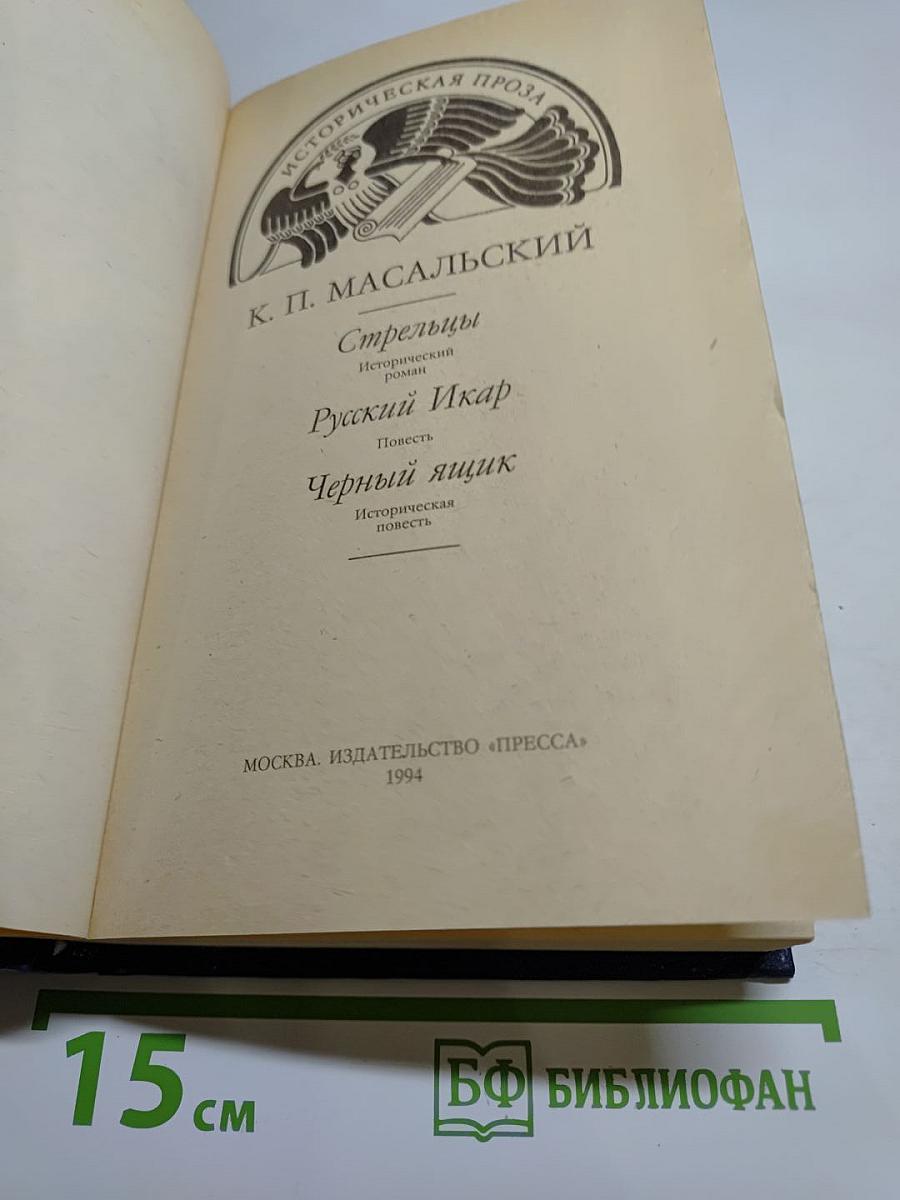 ИСТОРИЧЕСКАЯ ПРОЗА
К. П. МАСАЛЬСКИЙ
Стрельцы
Исторический
роман
Русский Икар
Повесть
Черный ящик
Историческая
повесть
МОСКВА. ИЗДАТЕЛЬСТВО «ПРЕССА»
1994
15 см
БФ БИБЛИОФАН